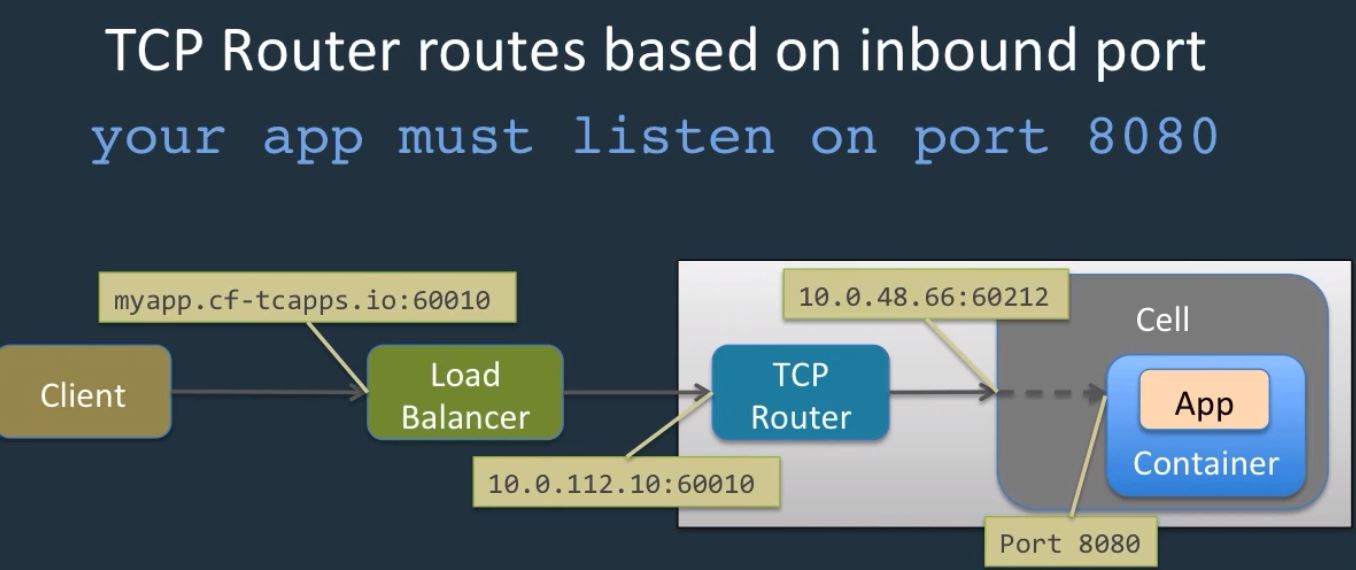 TCP Router routes based on inbound port
your app must listen on port 8080
myapp.cf-tcapps.io:60010
10.0.48.66:60212
Cell
Client
Load
Balancer
TCP
Router
App
Container
10.0.112.10:60010
Port 8080